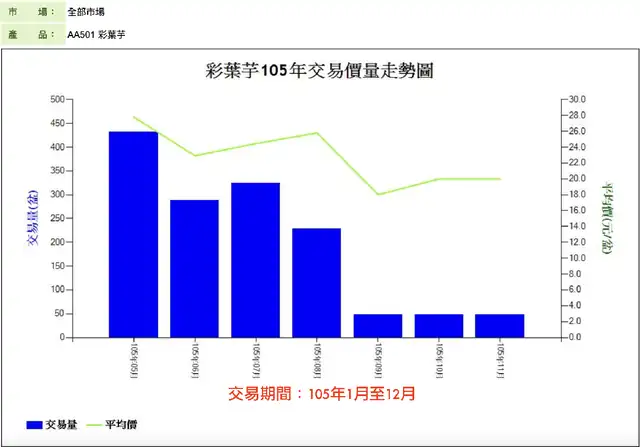 市 場： 全部市場
產 品： AA501 彩葉芋
彩葉芋105年交易價量走勢圖
500
450
400
350
300
250
200
150
100
50
0
交易量(盆)
30.0
28.0
26.0
24.0
22.0
20.0
18.0
16.0
14.0
12.0
10.0
8.0
6.0
4.0
2.0
0.0
平均價(元/盆)
105年05月
105年06月
105年07月
105年08月
105年09月
105年10月
105年11月
交易期間：105年1月至12月
交易量 平均價